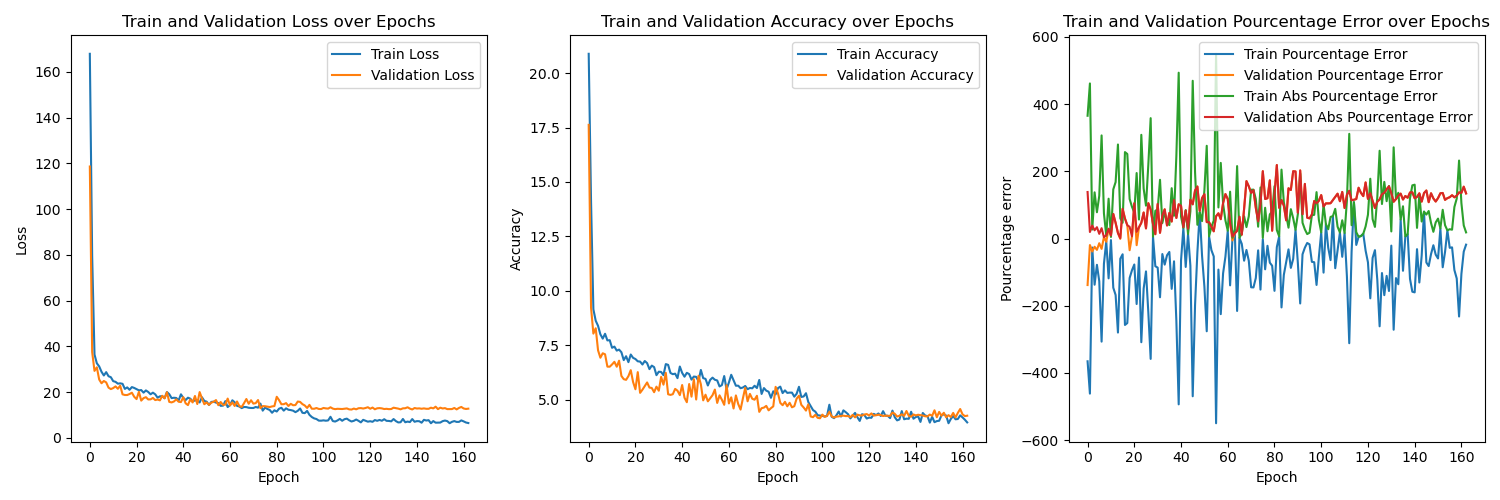 Train and Validation Loss over Epochs
Train Loss
Validation Loss
160
140
120
100
80
60
40
20
0
Loss
0 20 40 60 80 100 120 140 160
Epoch
Train and Validation Accuracy over Epochs
Train Accuracy
Validation Accuracy
20.0
17.5
15.0
12.5
10.0
7.5
5.0
Accuracy
0 20 40 60 80 100 120 140 160
Epoch
Train and Validation Pourcentage Error over Epochs
Train Pourcentage Error
Validation Pourcentage Error
Train Abs Pourcentage Error
Validation Abs Pourcentage Error
600
400
200
0
−200
−400
−600
Pourcentage error
0 20 40 60 80 100 120 140 160
Epoch